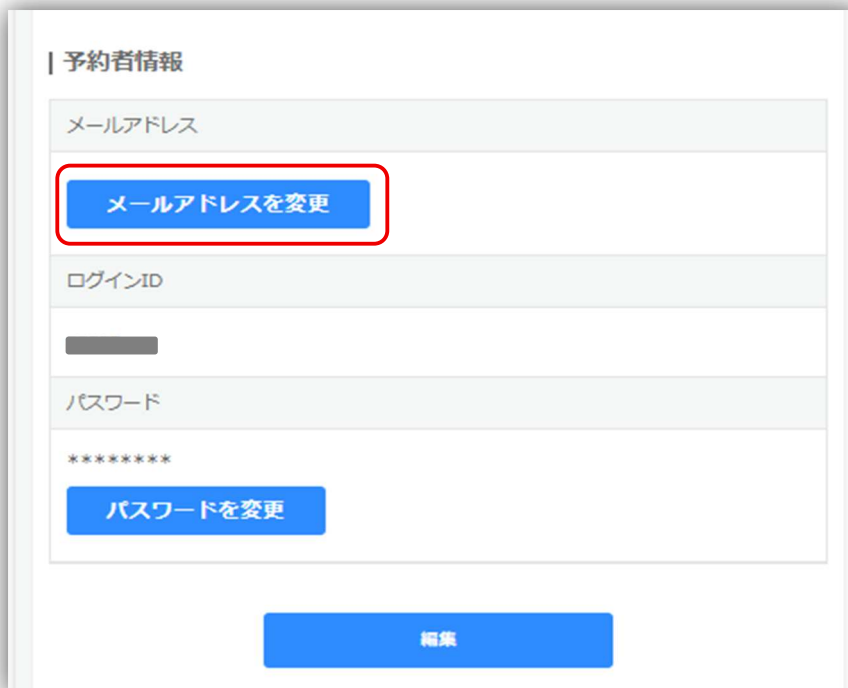 予約者情報
メールアドレス
メールアドレスを変更
ログインID
パスワード
********
パスワードを変更
編集